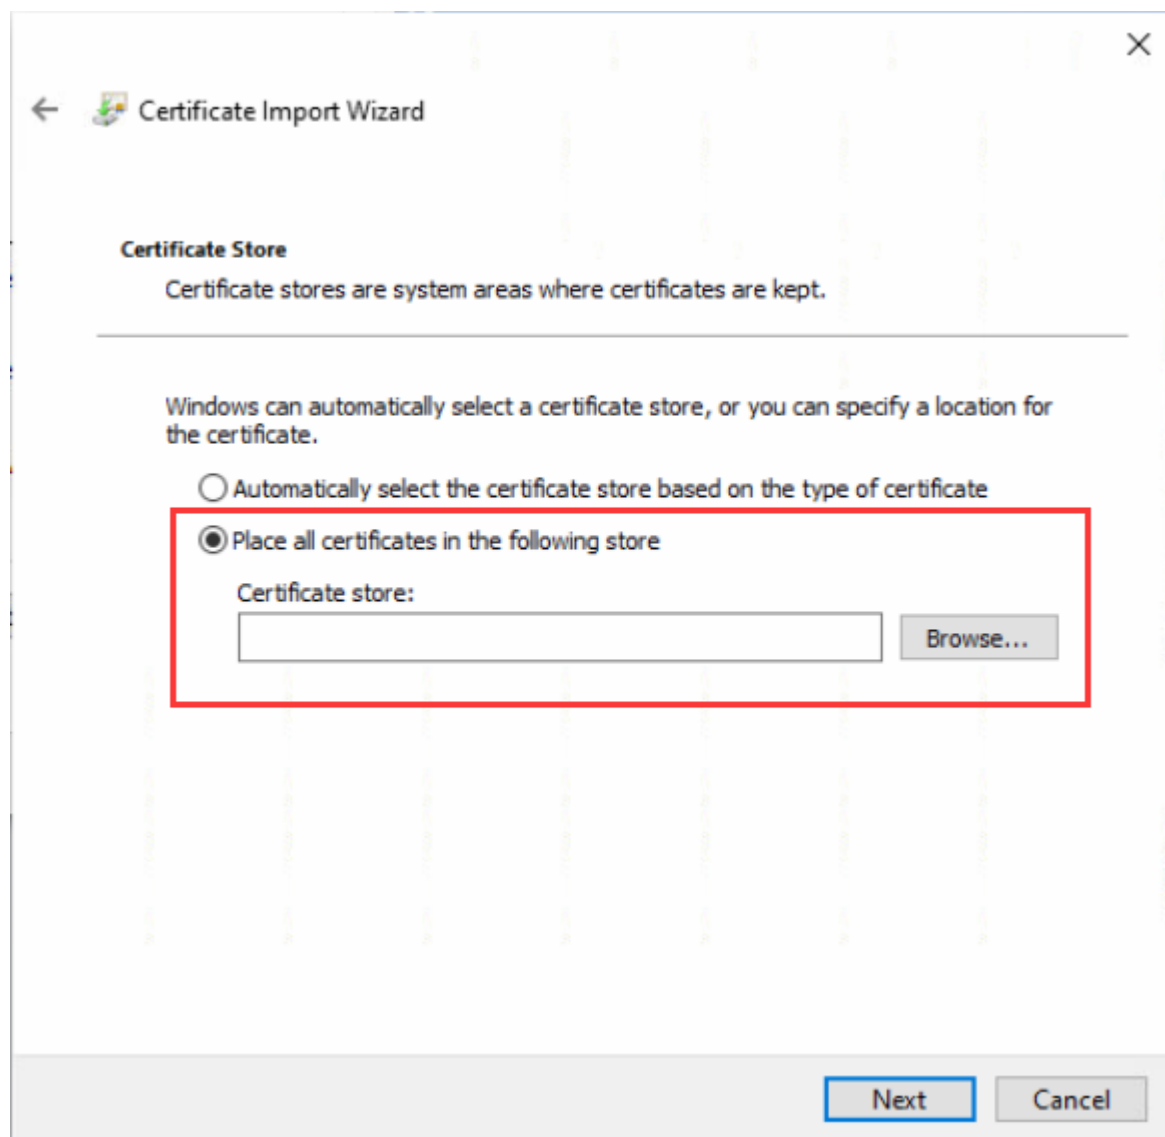 Certificate Import Wizard
Certificate Store
Certificate stores are system areas where certificates are kept.
Windows can automatically select a certificate store, or you can specify a location for
the certificate.
Automatically select the certificate store based on the type of certificate
Place all certificates in the following store
Certificate store:
Browse...
Next
Cancel